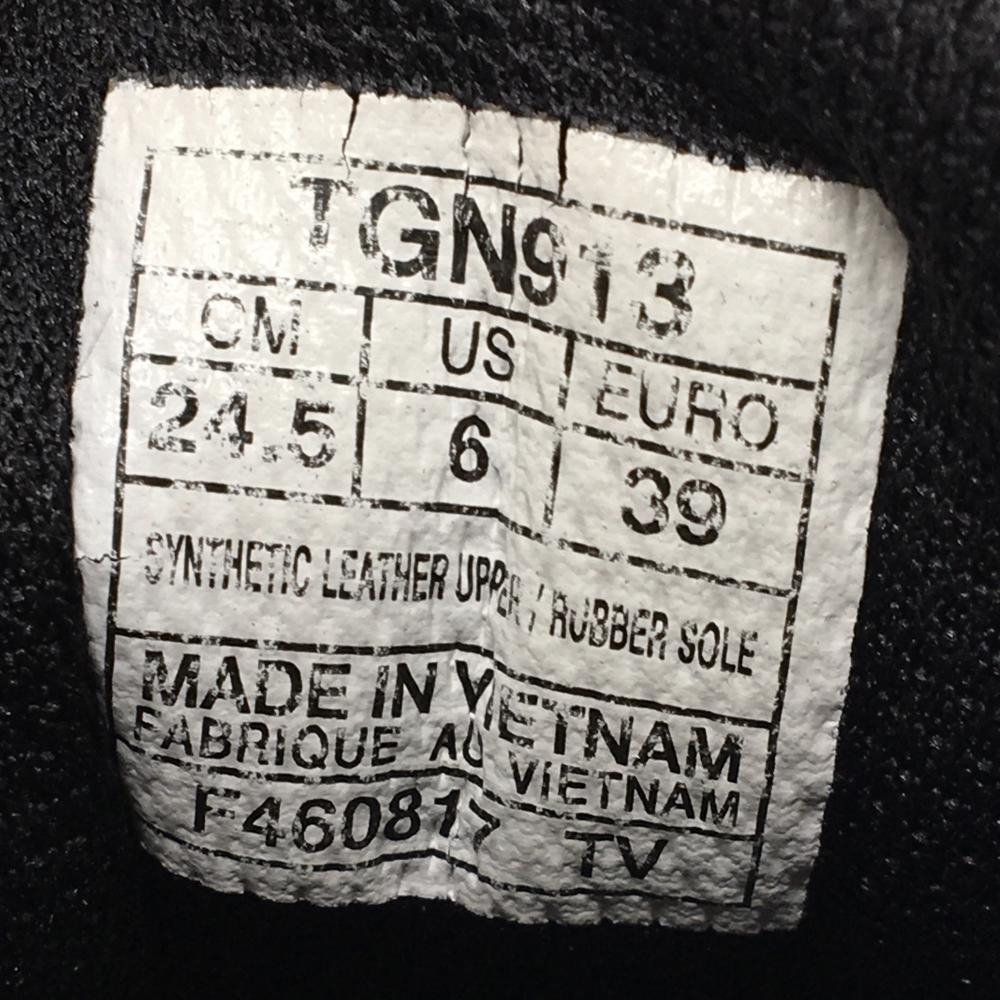 TGN913
CM US EURO
24.5 6 39
SYNTHETIC LEATHER UPPER / RUBBER SOLE
MADE IN VIETNAM
FABRIQUE AU VIETNAM
F460817 TV